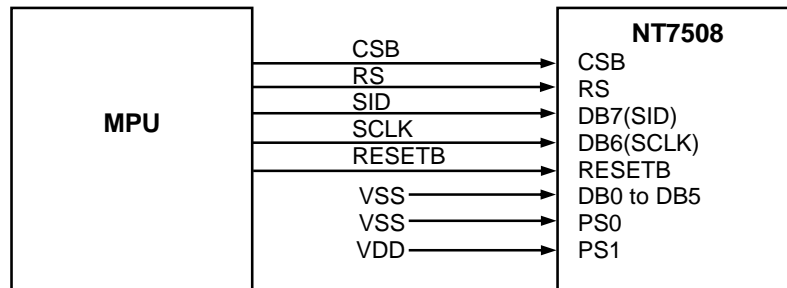 MPU
CSB
RS
SID
SCLK
RESETB
VSS
VSS
VDD
NT7508
CSB
RS
DB7(SID)
DB6(SCLK)
RESETB
DB0 to DB5
PS0
PS1